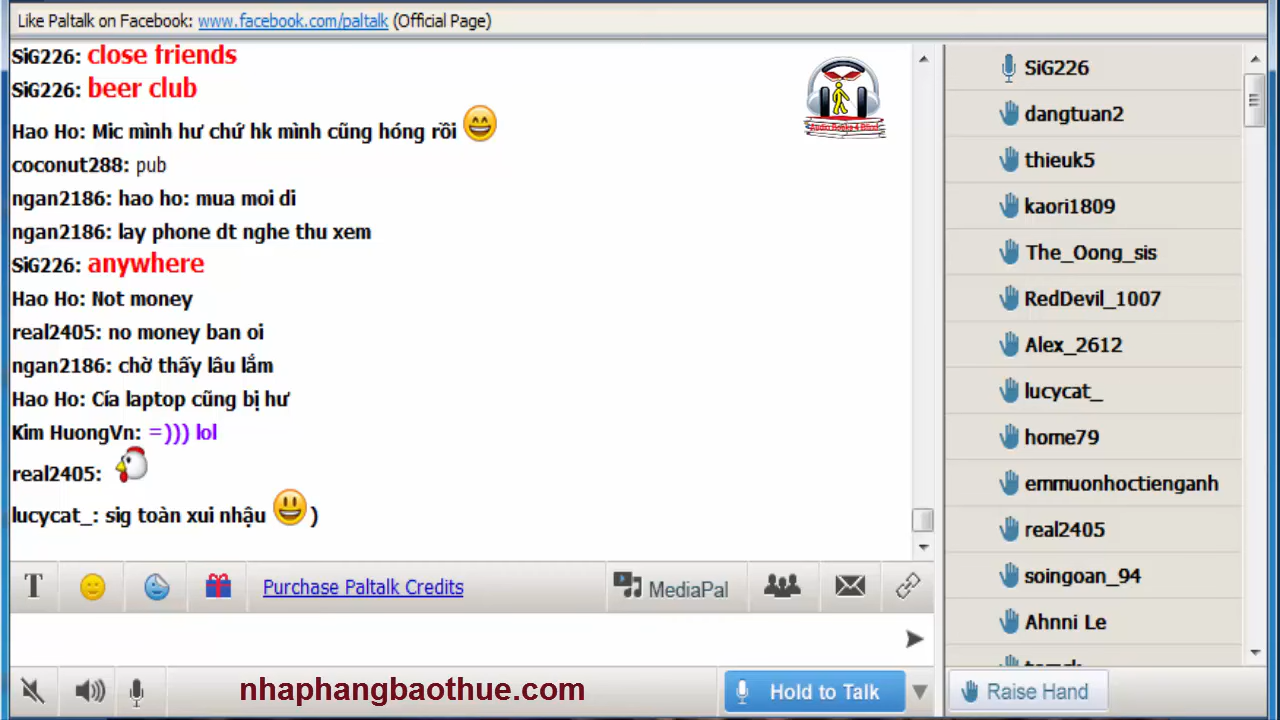 Like Paltalk on Facebook: www.facebook.com/paltalk (Official Page)
SiG226: close friends
SiG226: beer club
Hao Ho: Mic mình hư chứ hk mình cũng hóng rồi
coconut288: pub
ngan2186: hao ho: mua moi di
ngan2186: lay phone dt nghe thu xem
SiG226: anywhere
Hao Ho: Not money
real2405: no money ban oi
ngan2186: chờ thấy lâu lắm
Hao Ho: Cía laptop cũng bị hư
Kim HuongVn: =))) lol
real2405:
lucycat_: sig toàn xui nhậu )
Audio Books 4 Blind
T
Purchase Paltalk Credits
MediaPal
nhaphangbaothue.com
Hold to Talk
SiG226
dangtuan2
thieuk5
kaori1809
The_Oong_sis
RedDevil_1007
Alex_2612
lucycat_
home79
emmuonhoctienganh
real2405
soingoan_94
Ahnni Le
Raise Hand